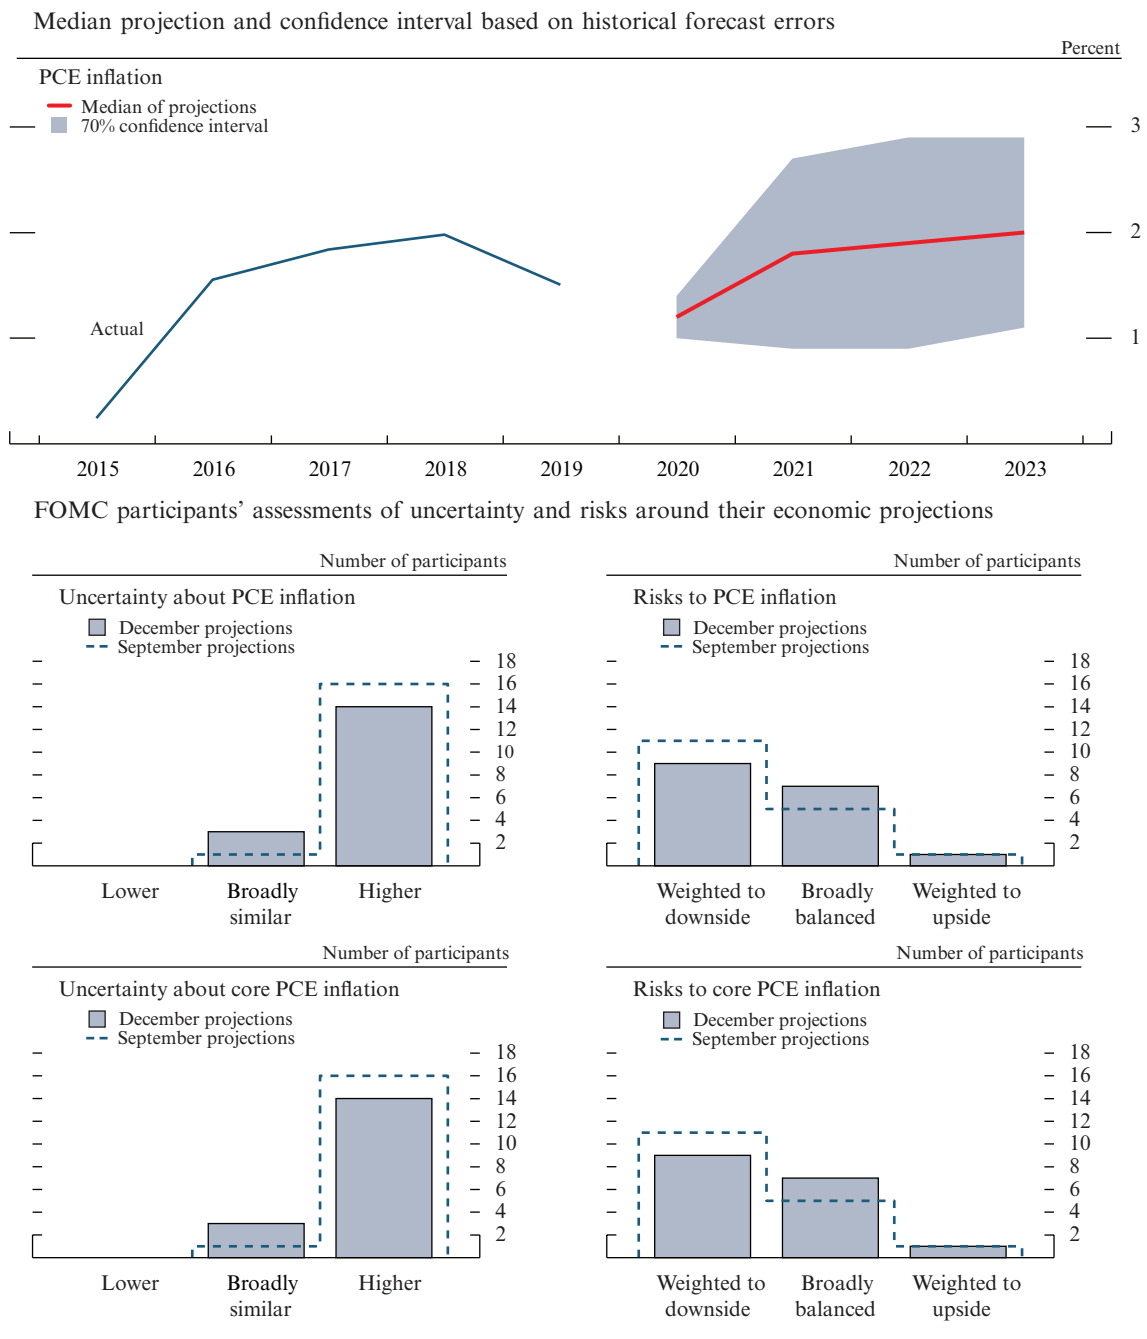 Median projection and confidence interval based on historical forecast errors
Percent
PCE inflation
Median of projections
70% confidence interval
3
2
1
Actual
2015 2016 2017 2018 2019 2020 2021 2022 2023
FOMC participants’ assessments of uncertainty and risks around their economic projections
Number of participants
Uncertainty about PCE inflation
December projections
September projections
18
16
14
12
10
8
6
4
2
Lower Broadly similar Higher
Number of participants
Risks to PCE inflation
December projections
September projections
18
16
14
12
10
8
6
4
2
Weighted to downside Broadly balanced Weighted to upside
Number of participants
Uncertainty about core PCE inflation
December projections
September projections
18
16
14
12
10
8
6
4
2
Lower Broadly similar Higher
Number of participants
Risks to core PCE inflation
December projections
September projections
18
16
14
12
10
8
6
4
2
Weighted to downside Broadly balanced Weighted to upside